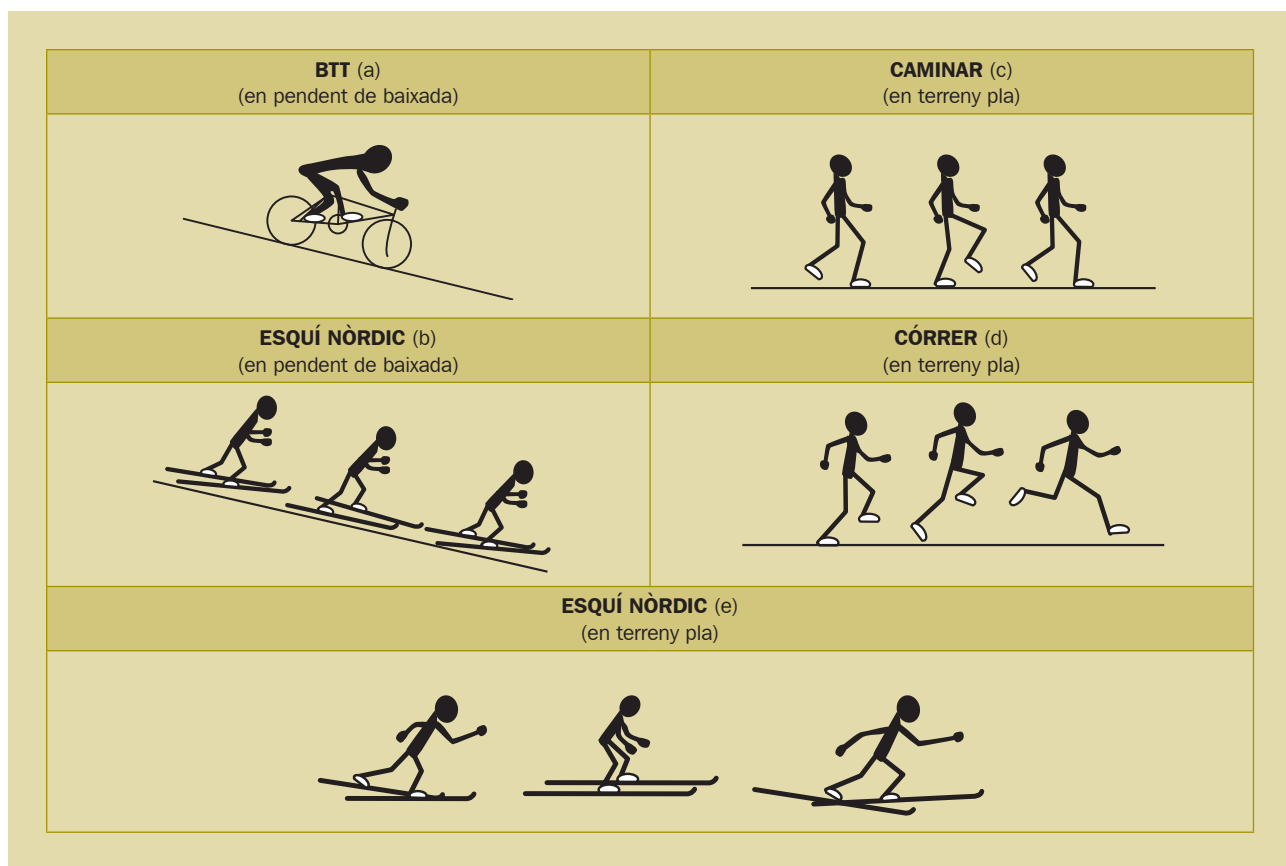 BTT (a)
(en pendent de baixada)
CAMINAR (c)
(en terreny pla)
ESQUÍ NÒRDIC (b)
(en pendent de baixada)
CÓRRER (d)
(en terreny pla)
ESQUÍ NÒRDIC (e)
(en terreny pla)